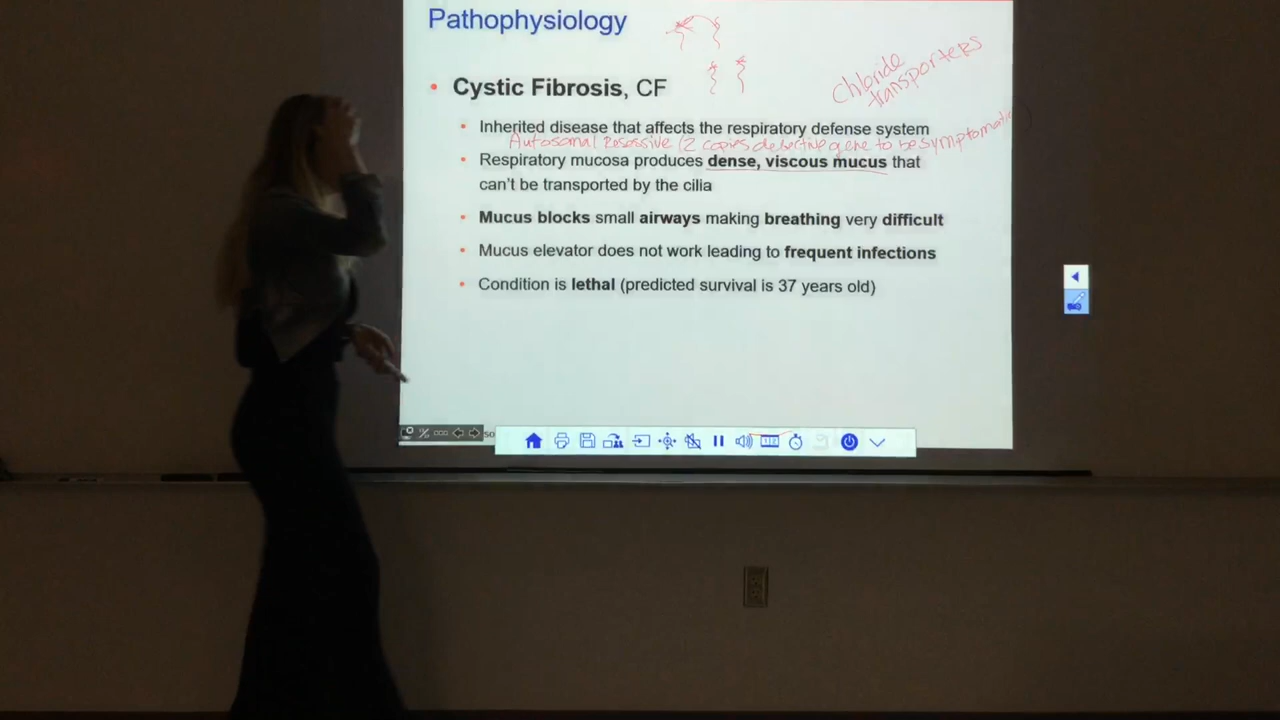 Pathophysiology
chloride
transporters
• Cystic Fibrosis, CF
• Inherited disease that affects the respiratory defense system
Autosomal recessive (2 copies defective gene to be symptomatic)
• Respiratory mucosa produces dense, viscous mucus that
can't be transported by the cilia
• Mucus blocks small airways making breathing very difficult
• Mucus elevator does not work leading to frequent infections
• Condition is lethal (predicted survival is 37 years old)
50